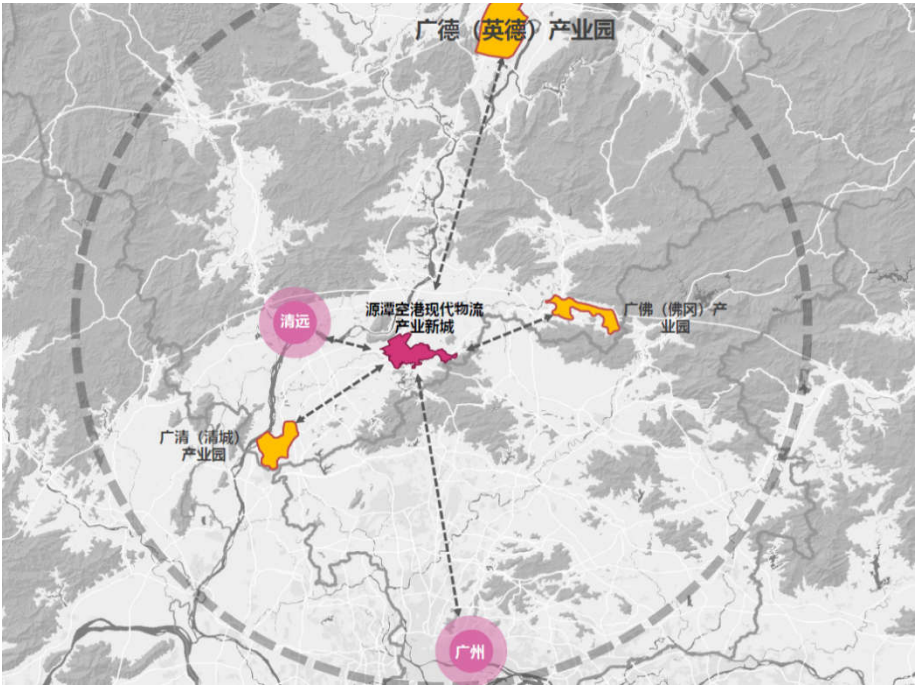 广德（英德）产业园
源潭空港现代物流
产业新城
清远
广佛（佛冈）产
业园
广清（清城）
产业园
广州